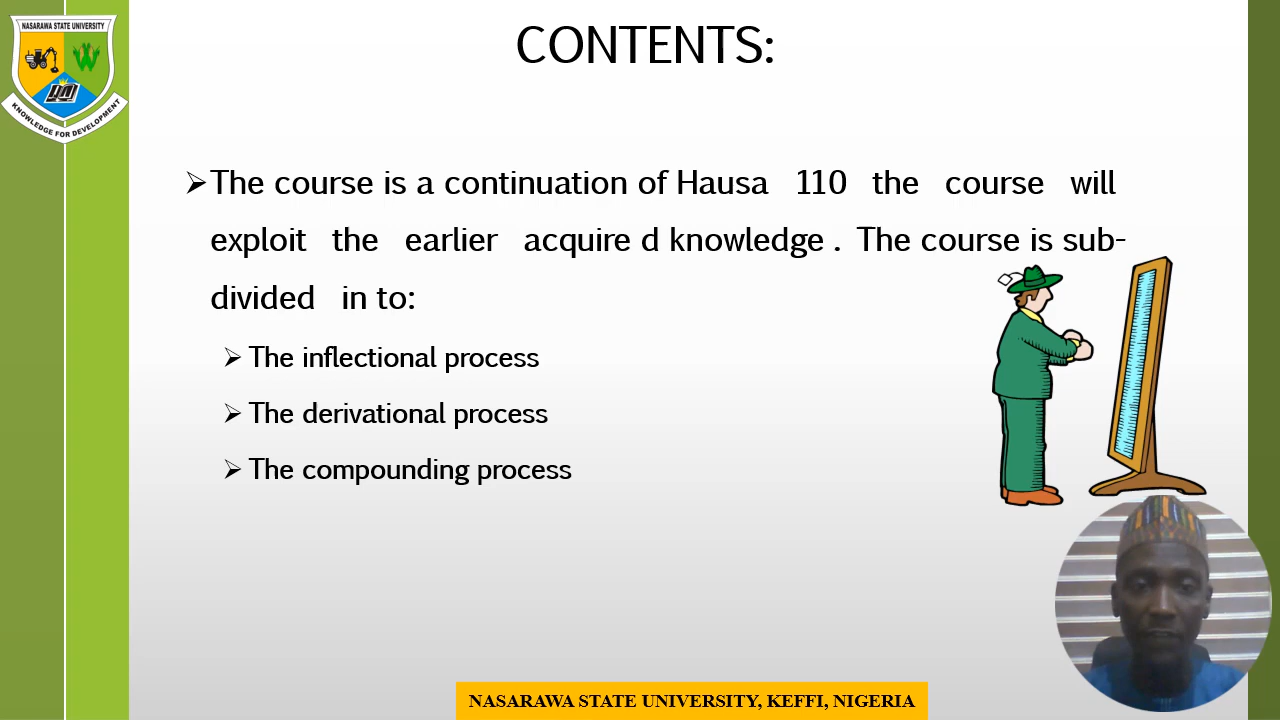 NASARAWA STATE UNIVERSITY
KNOWLEDGE FOR DEVELOPMENT
CONTENTS:
The course is a continuation of Hausa 110 the course will
exploit the earlier acquire d knowledge . The course is sub-
divided in to:
The inflectional process
The derivational process
The compounding process
NASARAWA STATE UNIVERSITY, KEFFI, NIGERIA